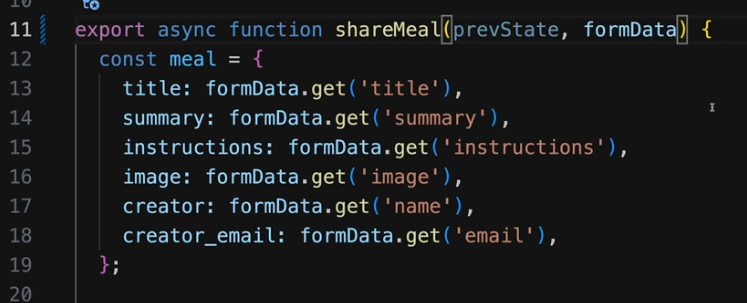 10
11 export async function shareMeal(prevState, formData) {
12 const meal = {
13 title: formData.get('title'),
14 summary: formData.get('summary'),
15 instructions: formData.get('instructions'),
16 image: formData.get('image'),
17 creator: formData.get('name'),
18 creator_email: formData.get('email'),
19 };
20